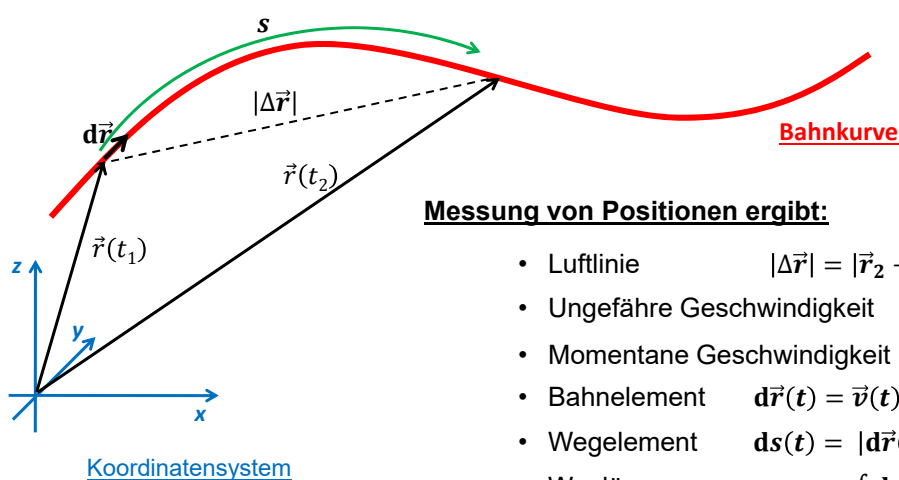 s
|Δr⃗|
dr⃗
Bahnkurve
r⃗(t₂)
r⃗(t₁)
z
y
x
Koordinatensystem
Messung von Positionen ergibt:
• Luftlinie |Δr⃗| = |r⃗₂ -
• Ungefähre Geschwindigkeit
• Momentane Geschwindigkeit
• Bahnelement dr⃗(t) = v⃗(t)
• Wegelement ds(t) = |dr⃗(